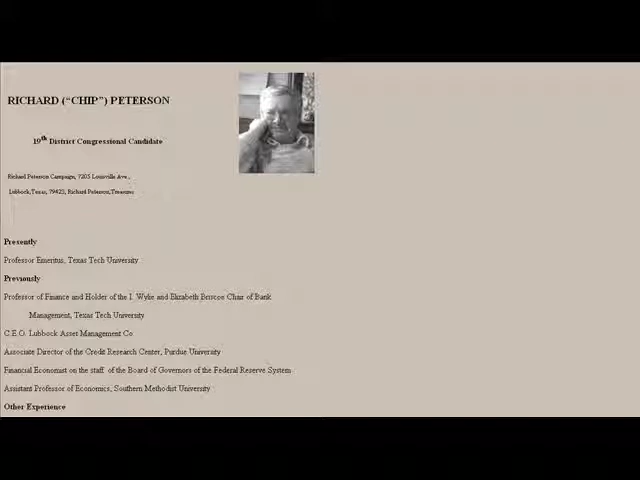 RICHARD (“CHIP”) PETERSON
19th District Congressional Candidate
Richard Peterson Campaign, 7205 Louisville Ave.,
Lubbock,Texas, 79423, Richard Peterson,Treasurer
Presently
Professor Emeritus, Texas Tech University
Previously
Professor of Finance and Holder of the I. Wylie and Elizabeth Briscoe Chair of Bank
Management, Texas Tech University
C.E.O. Lubbock Asset Management Co
Associate Director of the Credit Research Center, Purdue University
Financial Economist on the staff of the Board of Governors of the Federal Reserve System
Assistant Professor of Economics, Southern Methodist University
Other Experience